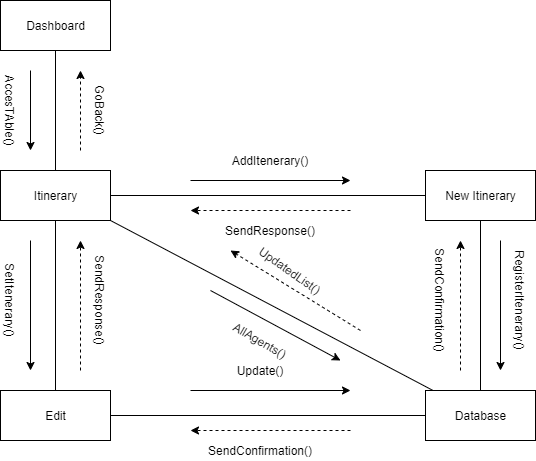 Dashboard
AccesTAble()
GoBack()
AddItenerary()
Itinerary
New Itinerary
SendResponse()
UpdatedList()
SetItenerary()
SendResponse()
SendConfirmation()
RegisterItenerary()
AllAgents()
Update()
Edit
Database
SendConfirmation()